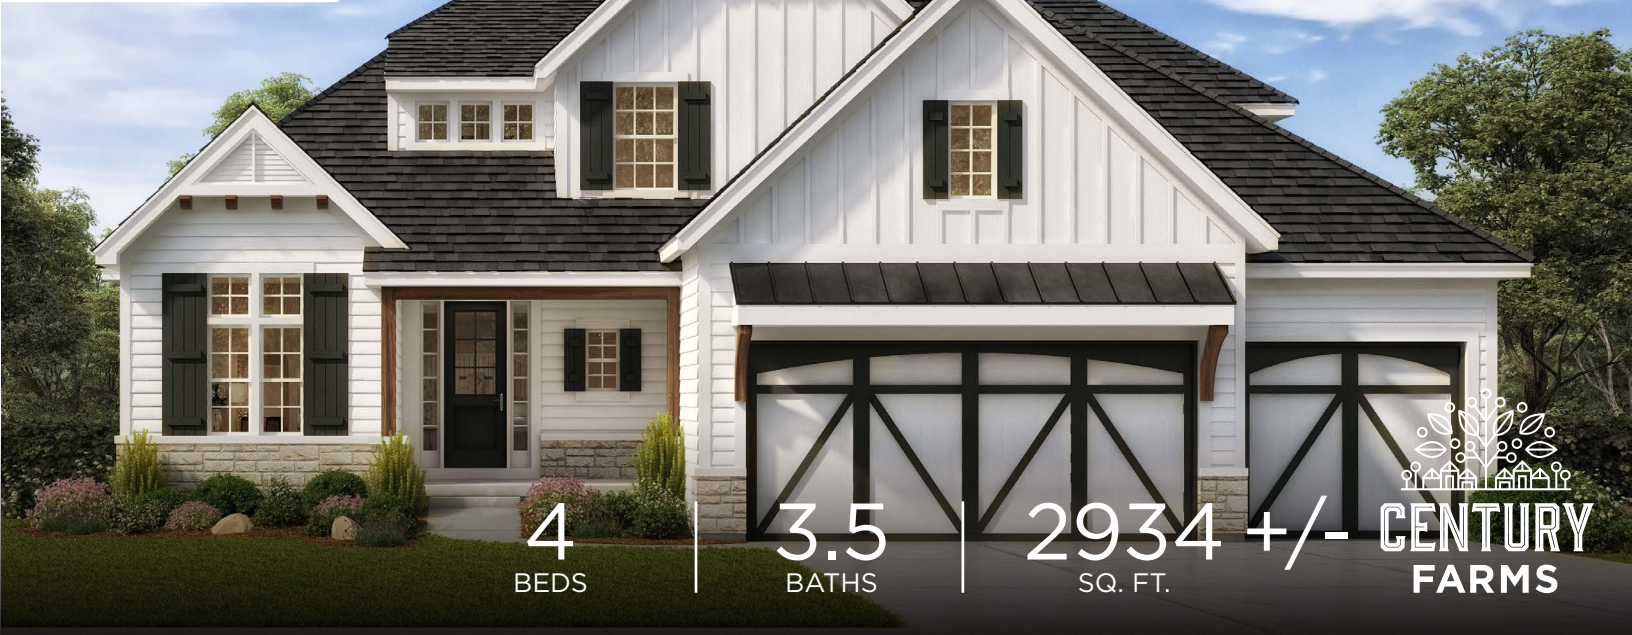 4
BEDS
3.5
BATHS
2934 +/-
SQ. FT.
CENTURY
FARMS